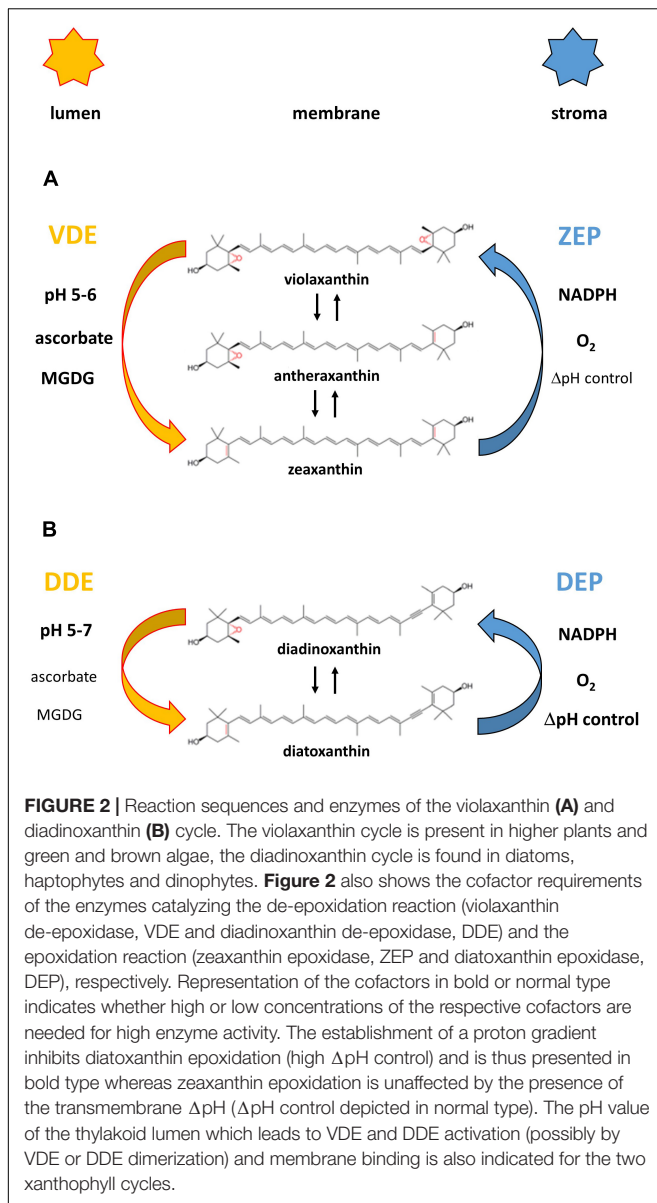 lumen membrane stroma
A
VDE ZEP
OH
O
O
HO
violaxanthin
pH 5-6 NADPH
OH
ascorbate O₂
O
HO
antheraxanthin
MGDG ΔpH control
OH
HO
zeaxanthin
B
DDE DEP
OH
pH 5-7 NADPH
O
HO
diadinoxanthin
ascorbate O₂
OH
MGDG ΔpH control
HO
diatoxanthin
FIGURE 2 | Reaction sequences and enzymes of the violaxanthin (A) and
diadinoxanthin (B) cycle. The violaxanthin cycle is present in higher plants and
green and brown algae, the diadinoxanthin cycle is found in diatoms,
haptophytes and dinophytes. Figure 2 also shows the cofactor requirements
of the enzymes catalyzing the de-epoxidation reaction (violaxanthin
de-epoxidase, VDE and diadinoxanthin de-epoxidase, DDE) and the
epoxidation reaction (zeaxanthin epoxidase, ZEP and diatoxanthin epoxidase,
DEP), respectively. Representation of the cofactors in bold or normal type
indicates whether high or low concentrations of the respective cofactors are
needed for high enzyme activity. The establishment of a proton gradient
inhibits diatoxanthin epoxidation (high ΔpH control) and is thus presented in
bold type whereas zeaxanthin epoxidation is unaffected by the presence of
the transmembrane ΔpH (ΔpH control depicted in normal type). The pH value
of the thylakoid lumen which leads to VDE and DDE activation (possibly by
VDE or DDE dimerization) and membrane binding is also indicated for the two
xanthophyll cycles.